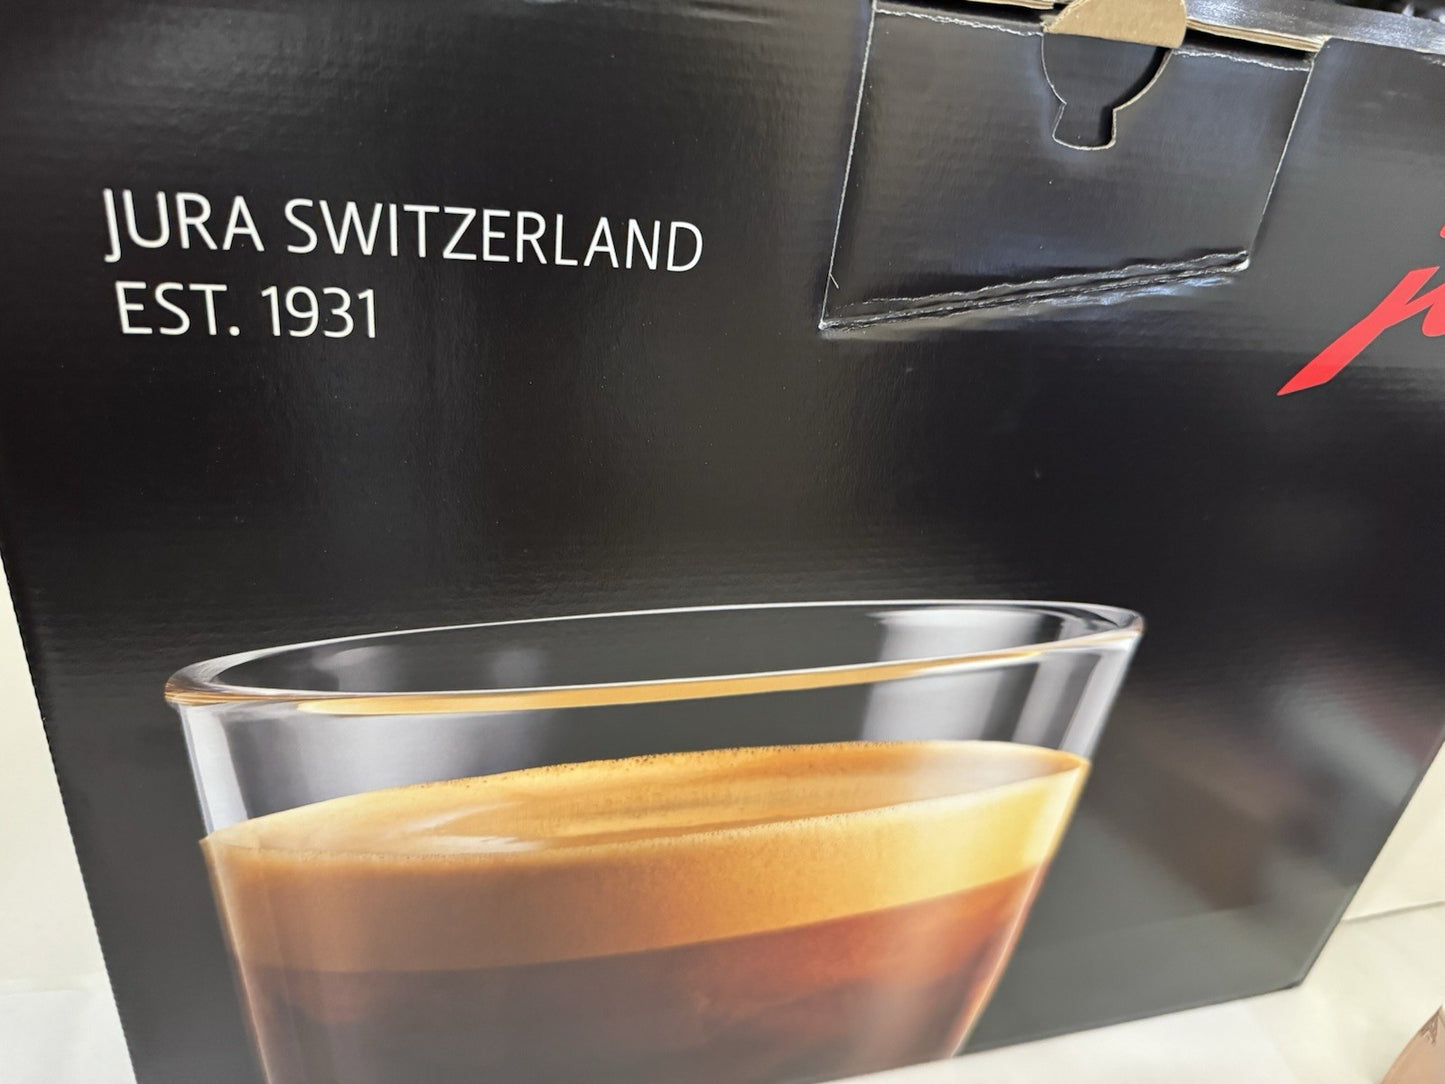 JURA SWITZERLAND
EST. 1931